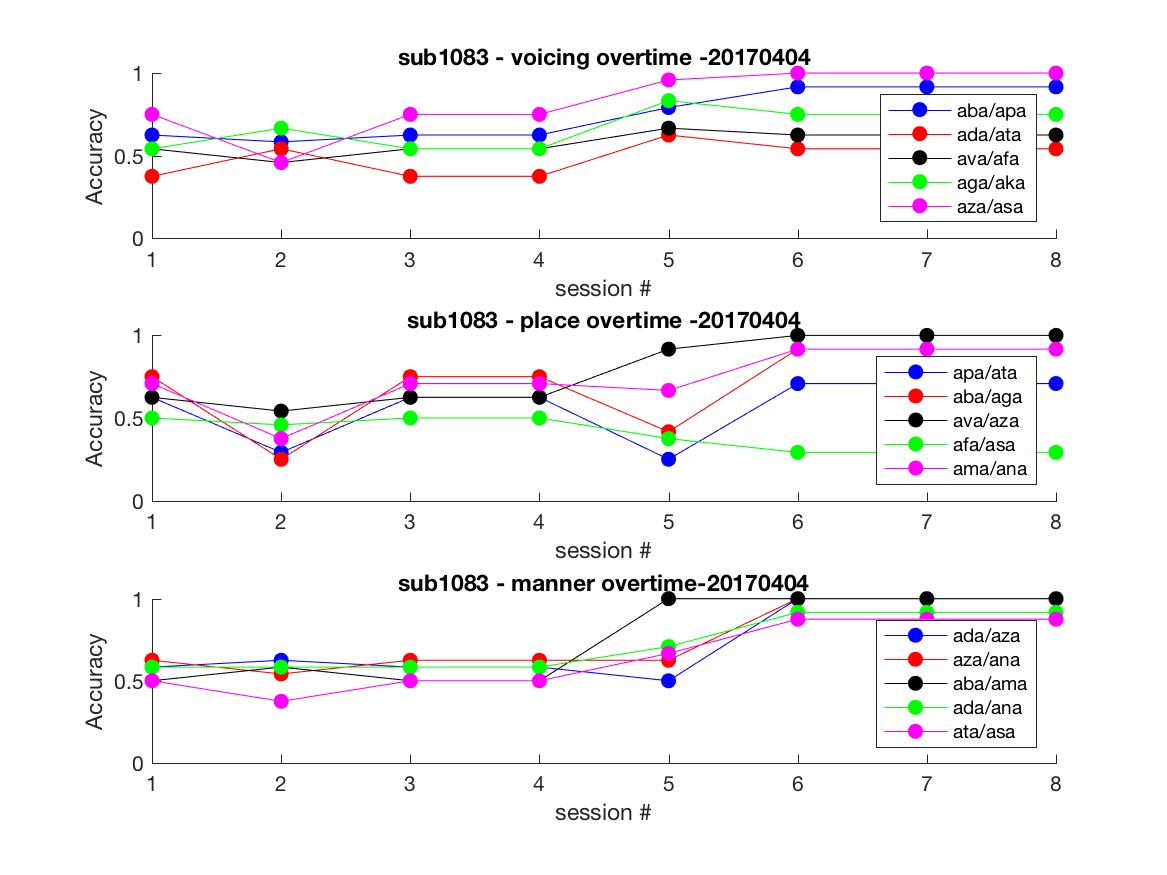 sub1083 - voicing overtime -20170404
1
0.5
0
Accuracy
aba/apa
ada/ata
ava/afa
aga/aka
aza/asa
1 2 3 4 5 6 7 8
session #
sub1083 - place overtime -20170404
1
0.5
0
Accuracy
apa/ata
aba/aga
ava/aza
afa/asa
ama/ana
1 2 3 4 5 6 7 8
session #
sub1083 - manner overtime-20170404
1
0.5
0
Accuracy
ada/aza
aza/ana
aba/ama
ada/ana
ata/asa
1 2 3 4 5 6 7 8
session #